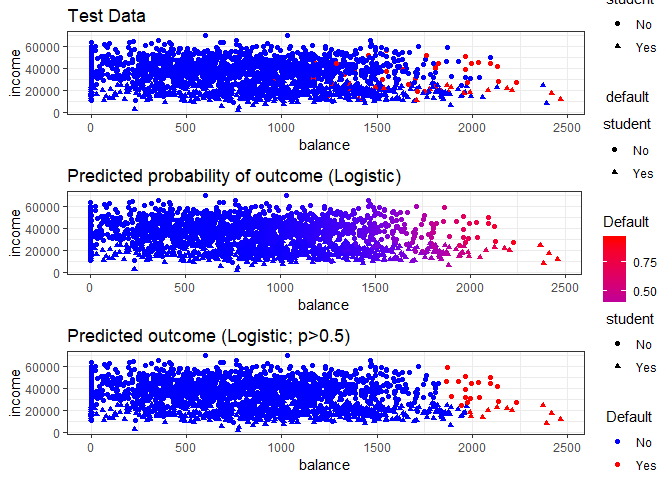 Test Data
60000
40000
20000
0
income
0 500 1000 1500 2000 2500
balance
Predicted probability of outcome (Logistic)
60000
40000
20000
0
income
0 500 1000 1500 2000 2500
balance
Predicted outcome (Logistic; p>0.5)
60000
40000
20000
0
income
0 500 1000 1500 2000 2500
balance
student
No
Yes
default
student
No
Yes
Default
0.75
0.50
student
No
Yes
Default
No
Yes